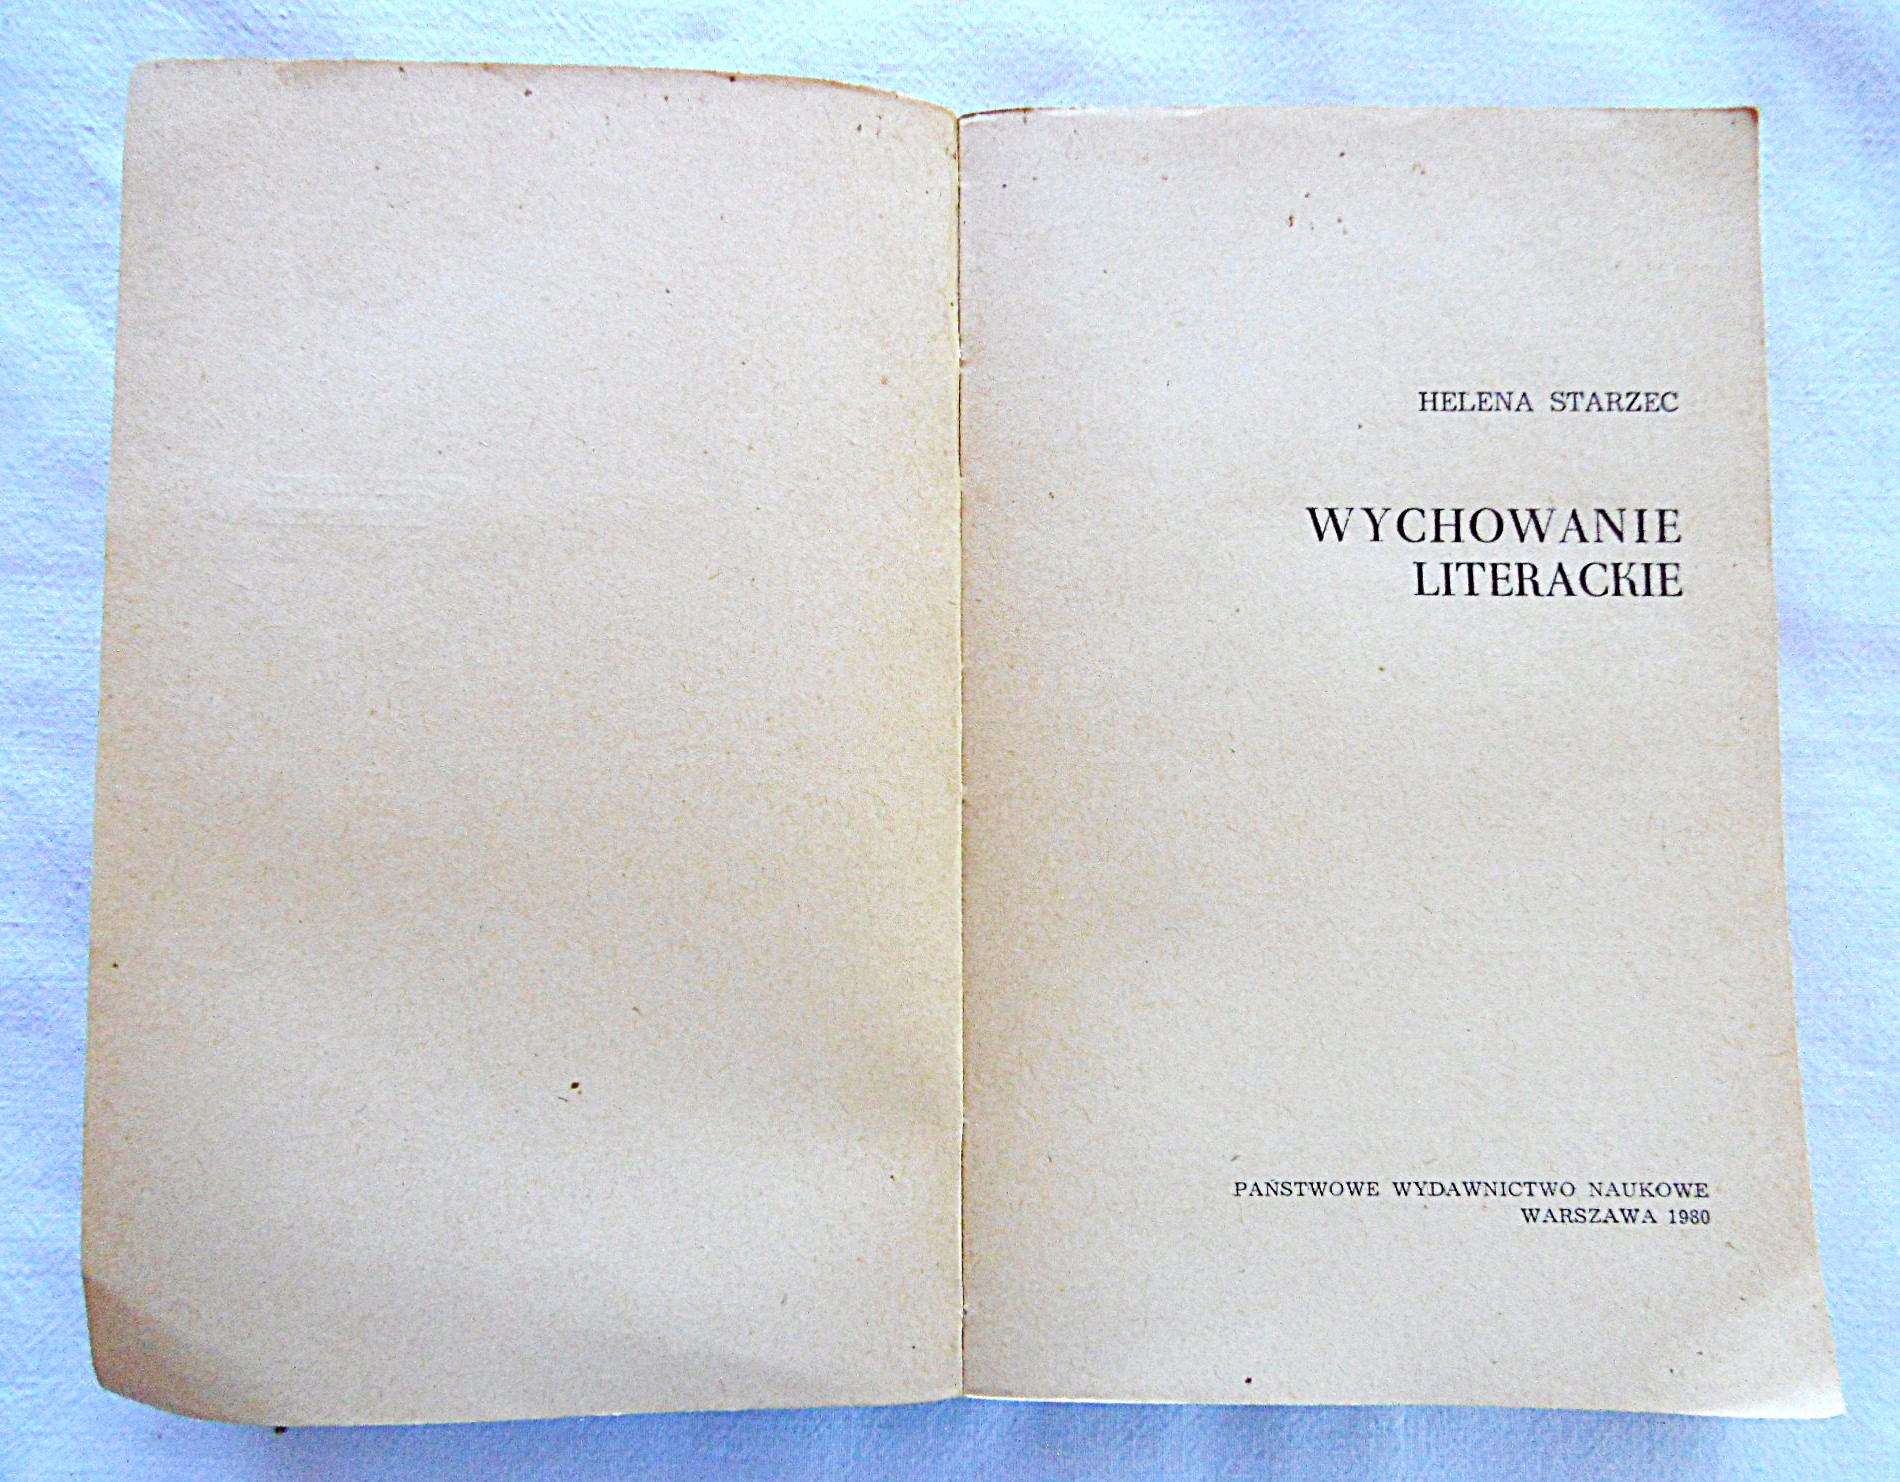 HELENA STARZEC
WYCHOWANIE
LITERACKIE
PAŃSTWOWE WYDAWNICTWO NAUKOWE
WARSZAWA 1980